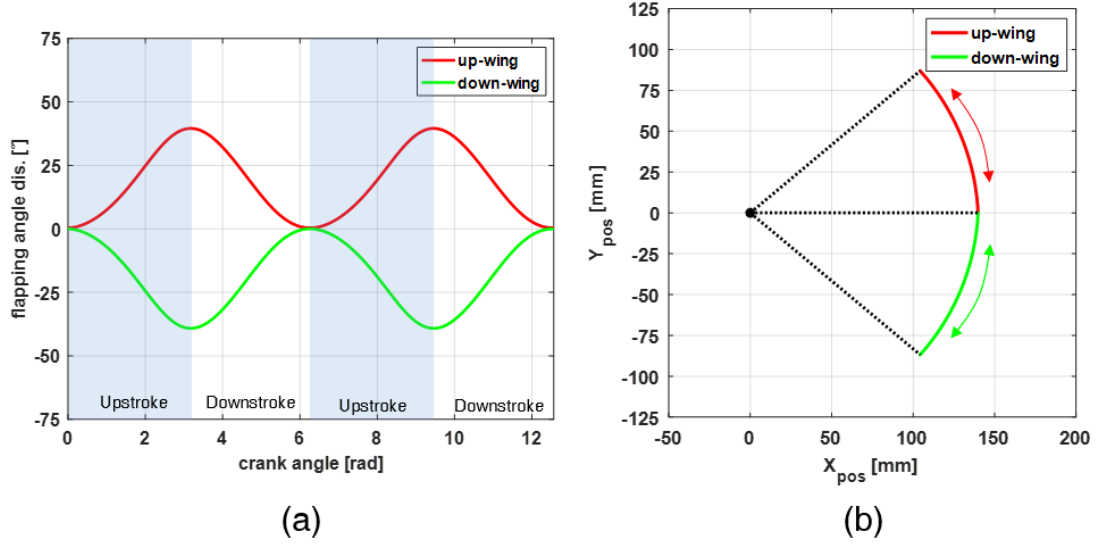 75
50
25
0
-25
-50
-75
flapping angle dis. [°]
up-wing
down-wing
Upstroke Downstroke Upstroke Downstroke
0 2 4 6 8 10 12
crank angle [rad]
(a)
125
100
75
50
25
0
-25
-50
-75
-100
-125
Y_pos [mm]
up-wing
down-wing
-50 0 50 100 150 200
X_pos [mm]
(b)